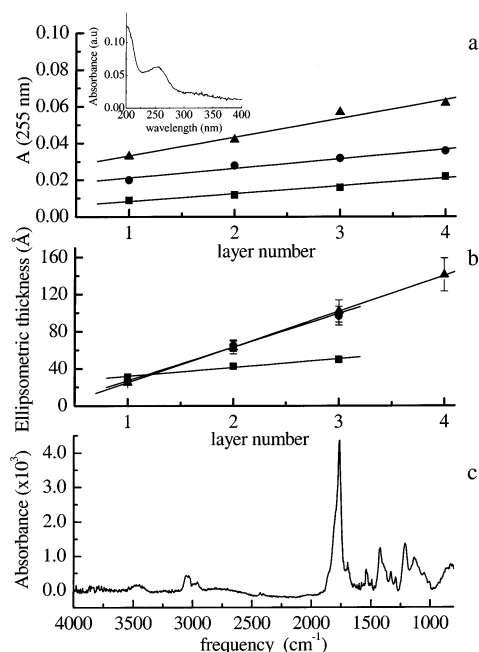 a
A (255 nm)
0.10
0.08
0.06
0.04
0.02
0.00
1 2 3 4
layer number
Absorbance (a.u)
0.10
0.05
0.00
200 250 300 350 400
wavelength (nm)
b
Ellipsometric thickness (Å)
160
120
80
40
0
1 2 3 4
layer number
c
Absorbance (x10³)
4.0
3.0
2.0
1.0
0.0
4000 3500 3000 2500 2000 1500 1000
frequency (cm⁻¹)